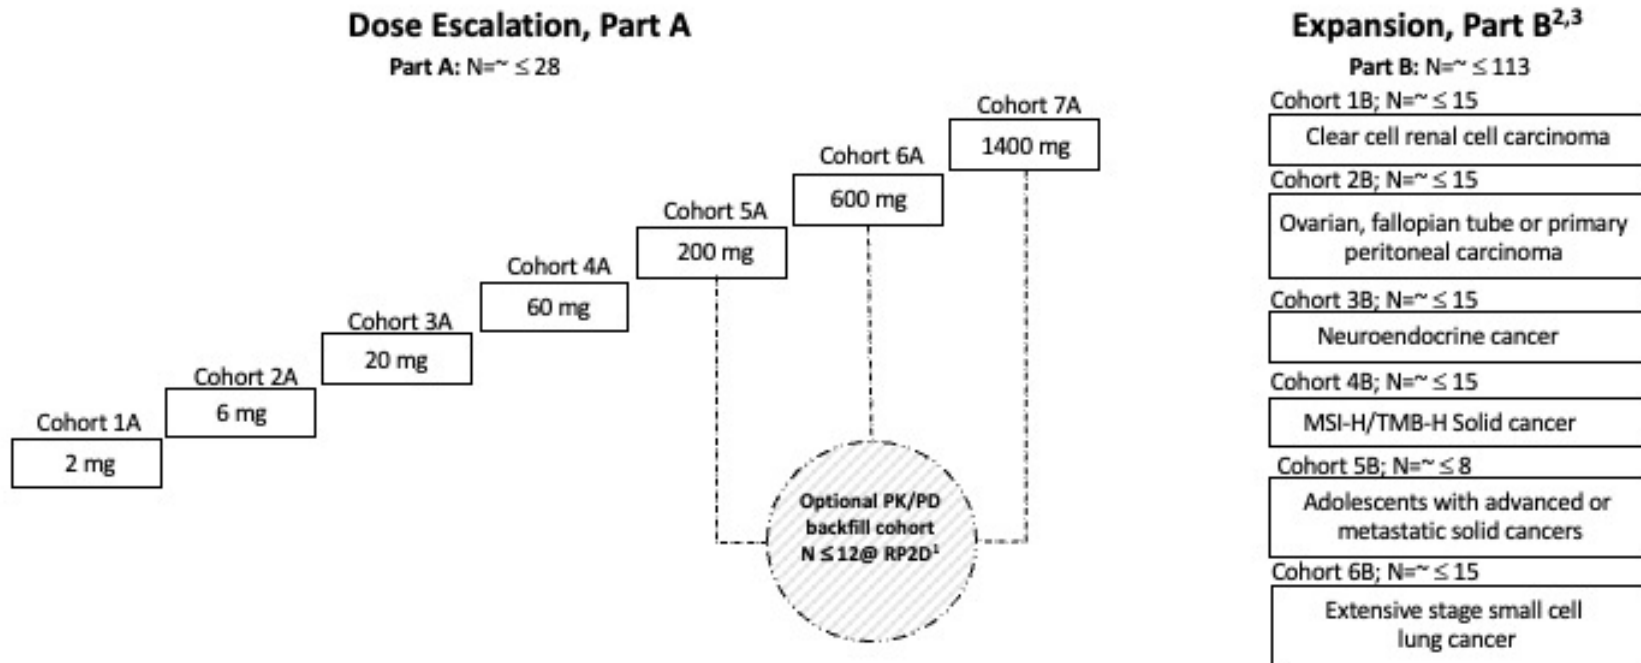 Dose Escalation, Part A
Part A: N=~ ≤ 28
Cohort 1A
2 mg
Cohort 2A
6 mg
Cohort 3A
20 mg
Cohort 4A
60 mg
Cohort 5A
200 mg
Cohort 6A
600 mg
Cohort 7A
1400 mg
Optional PK/PD
backfill cohort
N ≤ 12@ RP2D¹
Expansion, Part B²,³
Part B: N=~ ≤ 113
Cohort 1B; N=~ ≤ 15
Clear cell renal cell carcinoma
Cohort 2B; N=~ ≤ 15
Ovarian, fallopian tube or primary
peritoneal carcinoma
Cohort 3B; N=~ ≤ 15
Neuroendocrine cancer
Cohort 4B; N=~ ≤ 15
MSI-H/TMB-H Solid cancer
Cohort 5B; N=~ ≤ 8
Adolescents with advanced or
metastatic solid cancers
Cohort 6B; N=~ ≤ 15
Extensive stage small cell
lung cancer